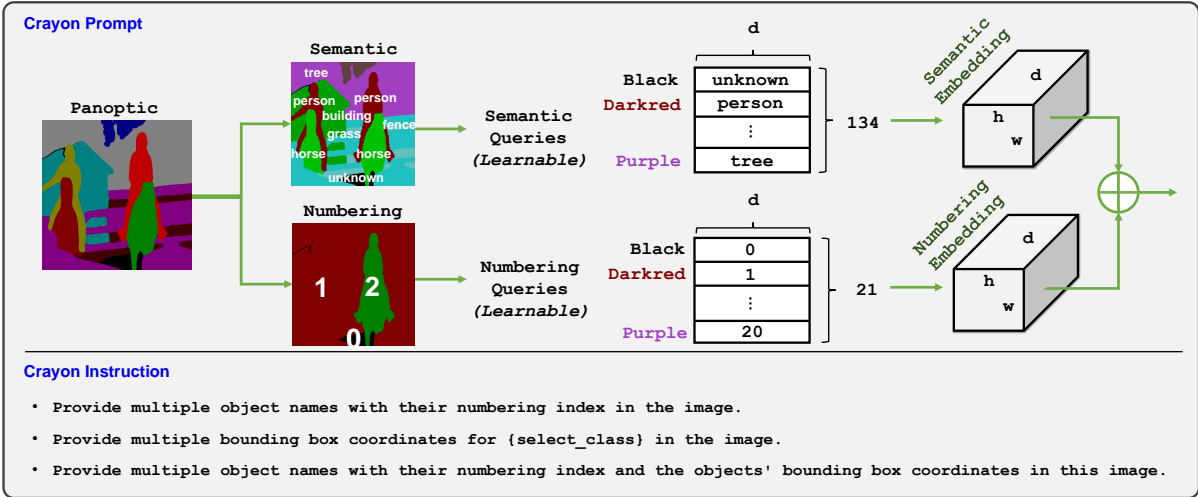 Crayon Prompt
Panoptic
Semantic
tree
person
person
building
fence
grass
horse
horse
unknown
Numbering
1
2
0
Semantic
Queries
(Learnable)
Numbering
Queries
(Learnable)
d
Black
unknown
Darkred
person
⋮
Purple
tree
134
d
Black
0
Darkred
1
⋮
Purple
20
21
Semantic
Embedding
d
h
w
Numbering
Embedding
d
h
w
Crayon Instruction
• Provide multiple object names with their numbering index in the image.
• Provide multiple bounding box coordinates for {select_class} in the image.
• Provide multiple object names with their numbering index and the objects' bounding box coordinates in this image.